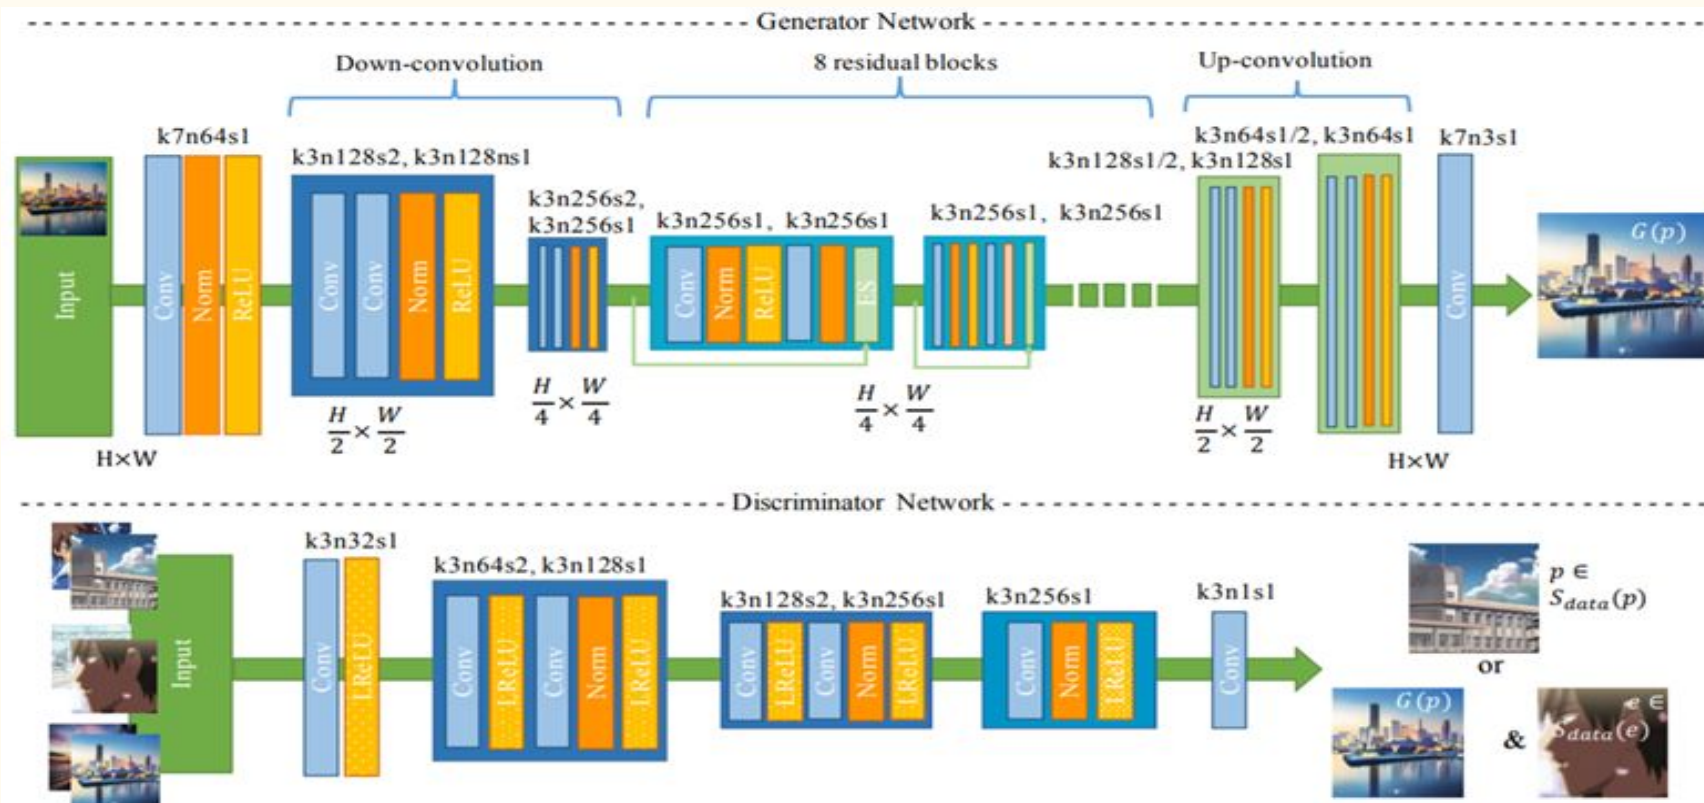 Generator Network
Down-convolution
8 residual blocks
Up-convolution
k7n64s1
k3n128s2, k3n128ns1
k3n256s2,
k3n256s1
k3n256s1, k3n256s1
k3n256s1, k3n256s1
k3n128s1/2, k3n128s1
k3n64s1/2, k3n64s1
k7n3s1
Input
Conv
Norm
ReLU
Conv
Conv
Norm
ReLU
Conv
Norm
ReLU
ES
Conv
G(p)
H×W
H/2 × W/2
H/4 × W/4
H/4 × W/4
H/2 × W/2
H×W
Discriminator Network
k3n32s1
k3n64s2, k3n128s1
k3n128s2, k3n256s1
k3n256s1
k3n1s1
Input
Conv
LReLU
Conv
LReLU
Conv
Norm
LReLU
Conv
LReLU
Conv
Norm
LReLU
Conv
Norm
LReLU
Conv
p ∈
S_data(p)
or
G(p)
&
e ∈
S_data(e)